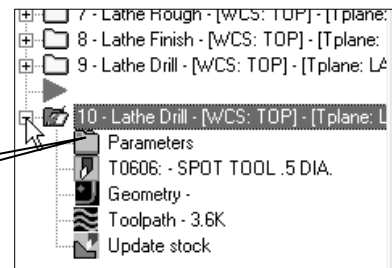 7 - Lathe Rough - [WCS: TOP] - [Tplane:
8 - Lathe Finish - [WCS: TOP] - [Tplane:
9 - Lathe Drill - [WCS: TOP] - [Tplane: LA
10 - Lathe Drill - [WCS: TOP] - [Tplane: L
Parameters
T0606: - SPOT TOOL .5 DIA.
Geometry -
Toolpath - 3.6K
Update stock